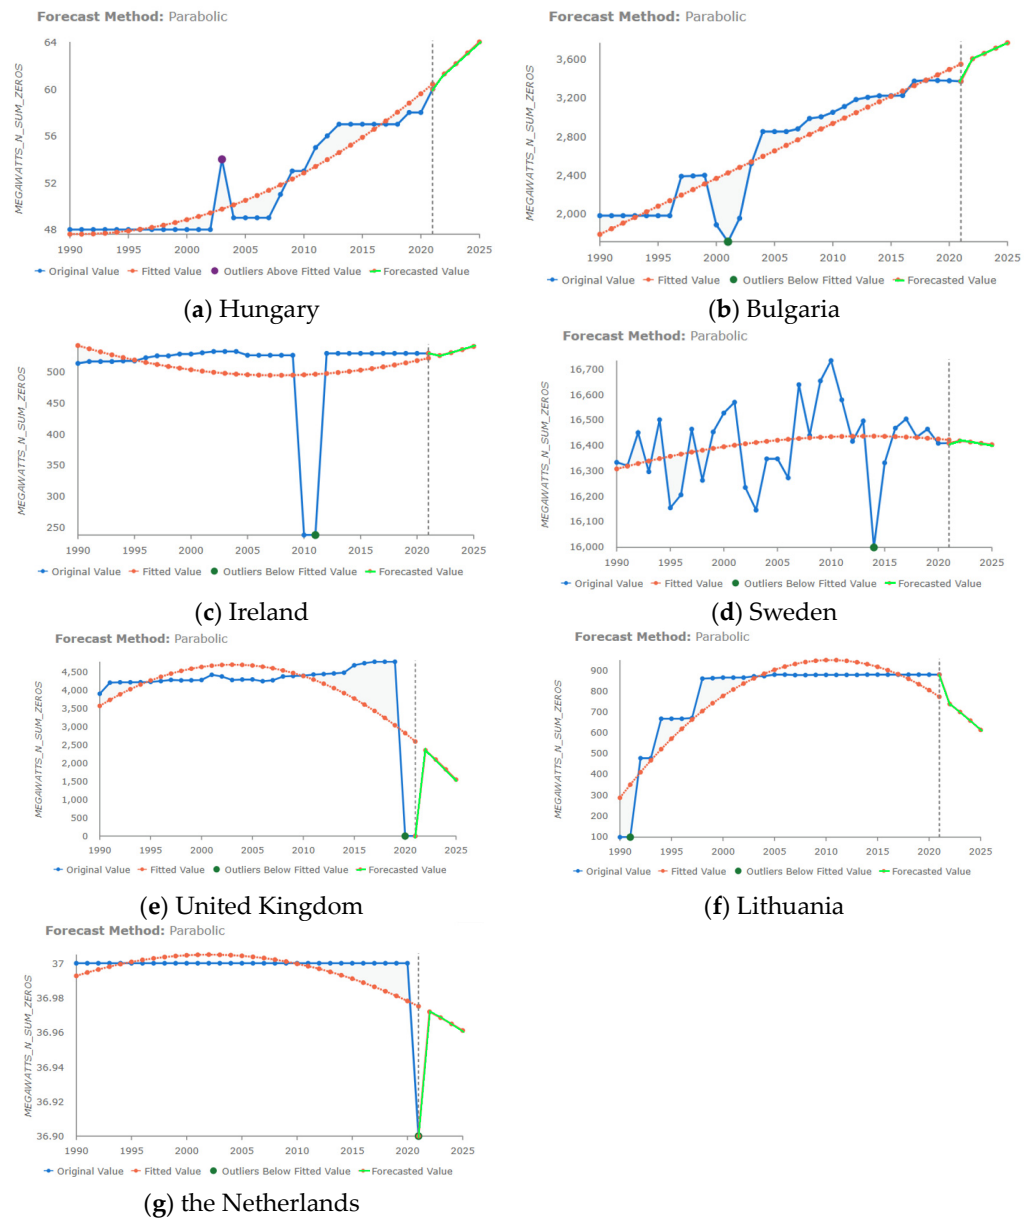 Forecast Method: Parabolic
MEGAWATTS_N_SUM_ZEROS
64
60
56
52
48
1990 1995 2000 2005 2010 2015 2020 2025
Original Value Fitted Value Outliers Above Fitted Value Forecasted Value
(a) Hungary
Forecast Method: Parabolic
MEGAWATTS_N_SUM_ZEROS
3,600
3,200
2,800
2,400
2,000
1990 1995 2000 2005 2010 2015 2020 2025
Original Value Fitted Value Outliers Below Fitted Value Forecasted Value
(b) Bulgaria
MEGAWATTS_N_SUM_ZEROS
500
450
400
350
300
250
1990 1995 2000 2005 2010 2015 2020 2025
Original Value Fitted Value Outliers Below Fitted Value Forecasted Value
(c) Ireland
MEGAWATTS_N_SUM_ZEROS
16,700
16,500
16,400
16,300
16,200
16,100
16,000
1990 1995 2000 2005 2010 2015 2020 2025
Original Value Fitted Value Outliers Below Fitted Value Forecasted Value
(d) Sweden
Forecast Method: Parabolic
MEGAWATTS_N_SUM_ZEROS
4,500
4,000
3,500
3,000
2,500
2,000
1,500
1,000
500
0
1990 1995 2000 2005 2010 2015 2020 2025
Original Value Fitted Value Outliers Below Fitted Value Forecasted Value
(e) United Kingdom
Forecast Method: Parabolic
MEGAWATTS_N_SUM_ZEROS
900
800
700
600
500
400
300
200
100
1990 1995 2000 2005 2010 2015 2020 2025
Original Value Fitted Value Outliers Below Fitted Value Forecasted Value
(f) Lithuania
Forecast Method: Parabolic
MEGAWATTS_N_SUM_ZEROS
37
36.98
36.96
36.94
36.92
36.90
1990 1995 2000 2005 2010 2015 2020 2025
Original Value Fitted Value Outliers Below Fitted Value Forecasted Value
(g) the Netherlands